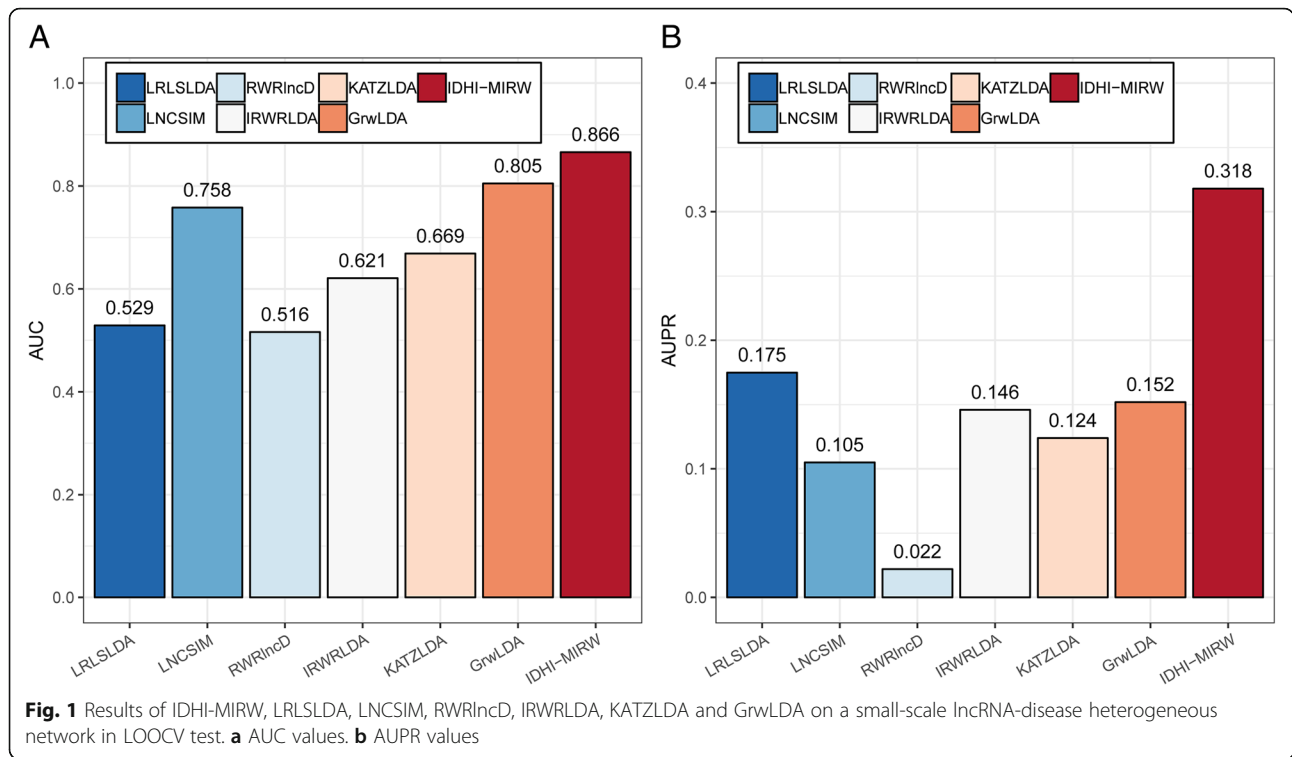 A
1.0
0.8
0.6
0.4
0.2
0.0
AUC
LRLSLDA RWRlncD KATZLDA IDHI−MIRW
LNCSIM IRWRLDA GrwLDA
0.529
0.758
0.516
0.621
0.669
0.805
0.866
LRLSLDA
LNCSIM
RWRlncD
IRWRLDA
KATZLDA
GrwLDA
IDHI−MIRW
B
0.4
0.3
0.2
0.1
0.0
AUPR
LRLSLDA RWRlncD KATZLDA IDHI−MIRW
LNCSIM IRWRLDA GrwLDA
0.175
0.105
0.022
0.146
0.124
0.152
0.318
LRLSLDA
LNCSIM
RWRlncD
IRWRLDA
KATZLDA
GrwLDA
IDHI−MIRW
Fig. 1 Results of IDHI-MIRW, LRLSLDA, LNCSIM, RWRlncD, IRWRLDA, KATZLDA and GrwLDA on a small-scale lncRNA-disease heterogeneous
network in LOOCV test. a AUC values. b AUPR values